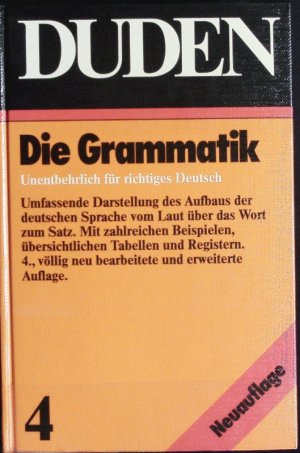 DUDEN
Die Grammatik
Unentbehrlich für richtiges Deutsch
Umfassende Darstellung des Aufbaus der
deutschen Sprache vom Laut über das Wort
zum Satz. Mit zahlreichen Beispielen,
übersichtlichen Tabellen und Registern.
4., völlig neu bearbeitete und erweiterte
Auflage.
4
Neuauflage